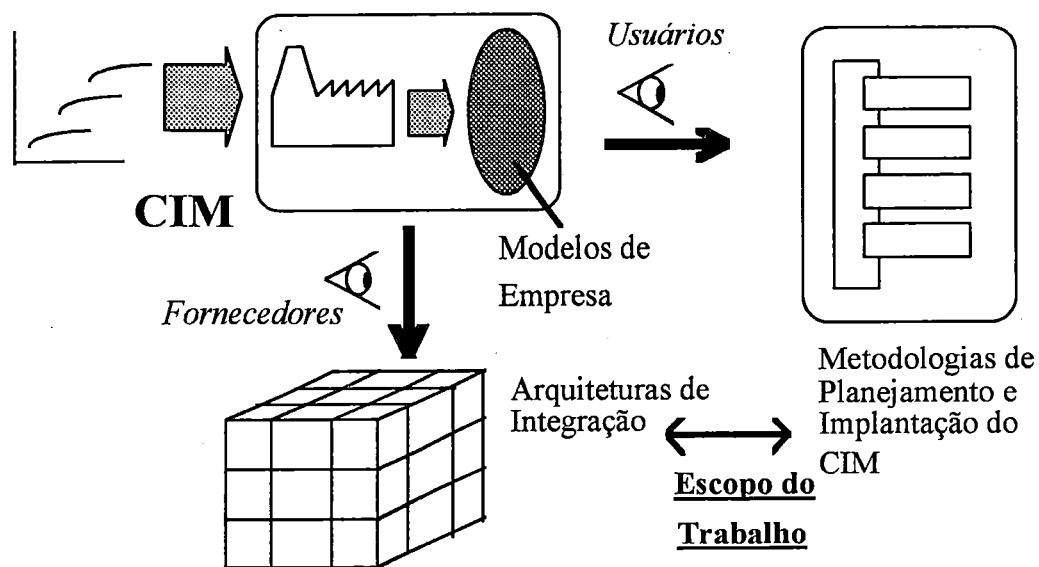 Usuários
CIM
Modelos de
Empresa
Fornecedores
Arquiteturas de
Integração
Metodologias de
Planejamento e
Implantação do
CIM
Escopo do
Trabalho